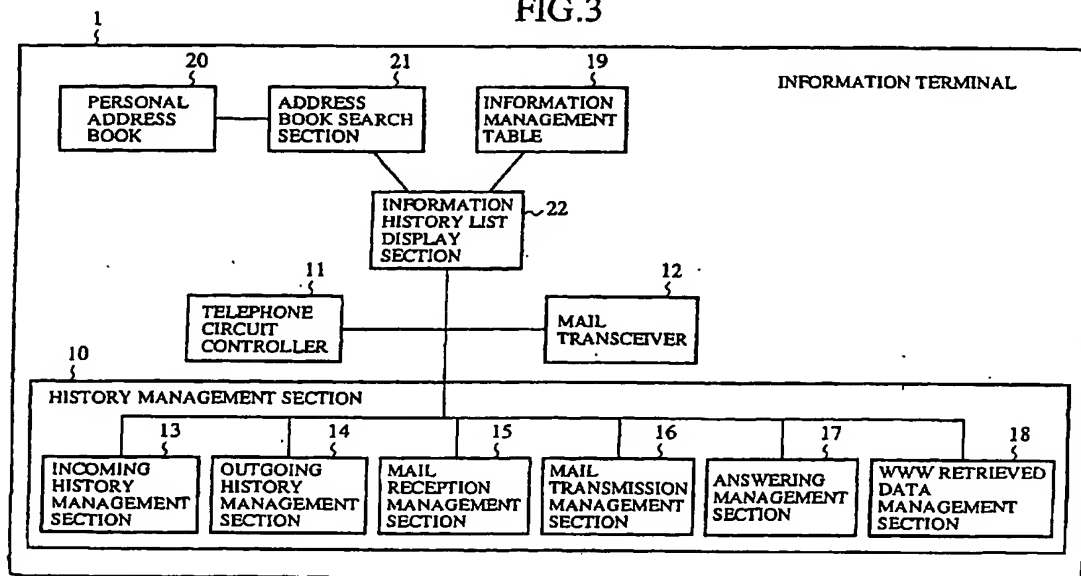 FIG.3
1
INFORMATION TERMINAL
20
21
19
PERSONAL
ADDRESS
BOOK
ADDRESS
BOOK SEARCH
SECTION
INFORMATION
MANAGEMENT
TABLE
INFORMATION
HISTORY LIST
DISPLAY
SECTION
22
11
12
TELEPHONE
CIRCUIT
CONTROLLER
MAIL
TRANSCEIVER
10
HISTORY MANAGEMENT SECTION
13
14
15
16
17
18
INCOMING
HISTORY
MANAGEMENT
SECTION
OUTGOING
HISTORY
MANAGEMENT
SECTION
MAIL
RECEPTION
MANAGEMENT
SECTION
MAIL
TRANSMISSION
MANAGEMENT
SECTION
ANSWERING
MANAGEMENT
SECTION
WWW RETRIEVED
DATA
MANAGEMENT
SECTION